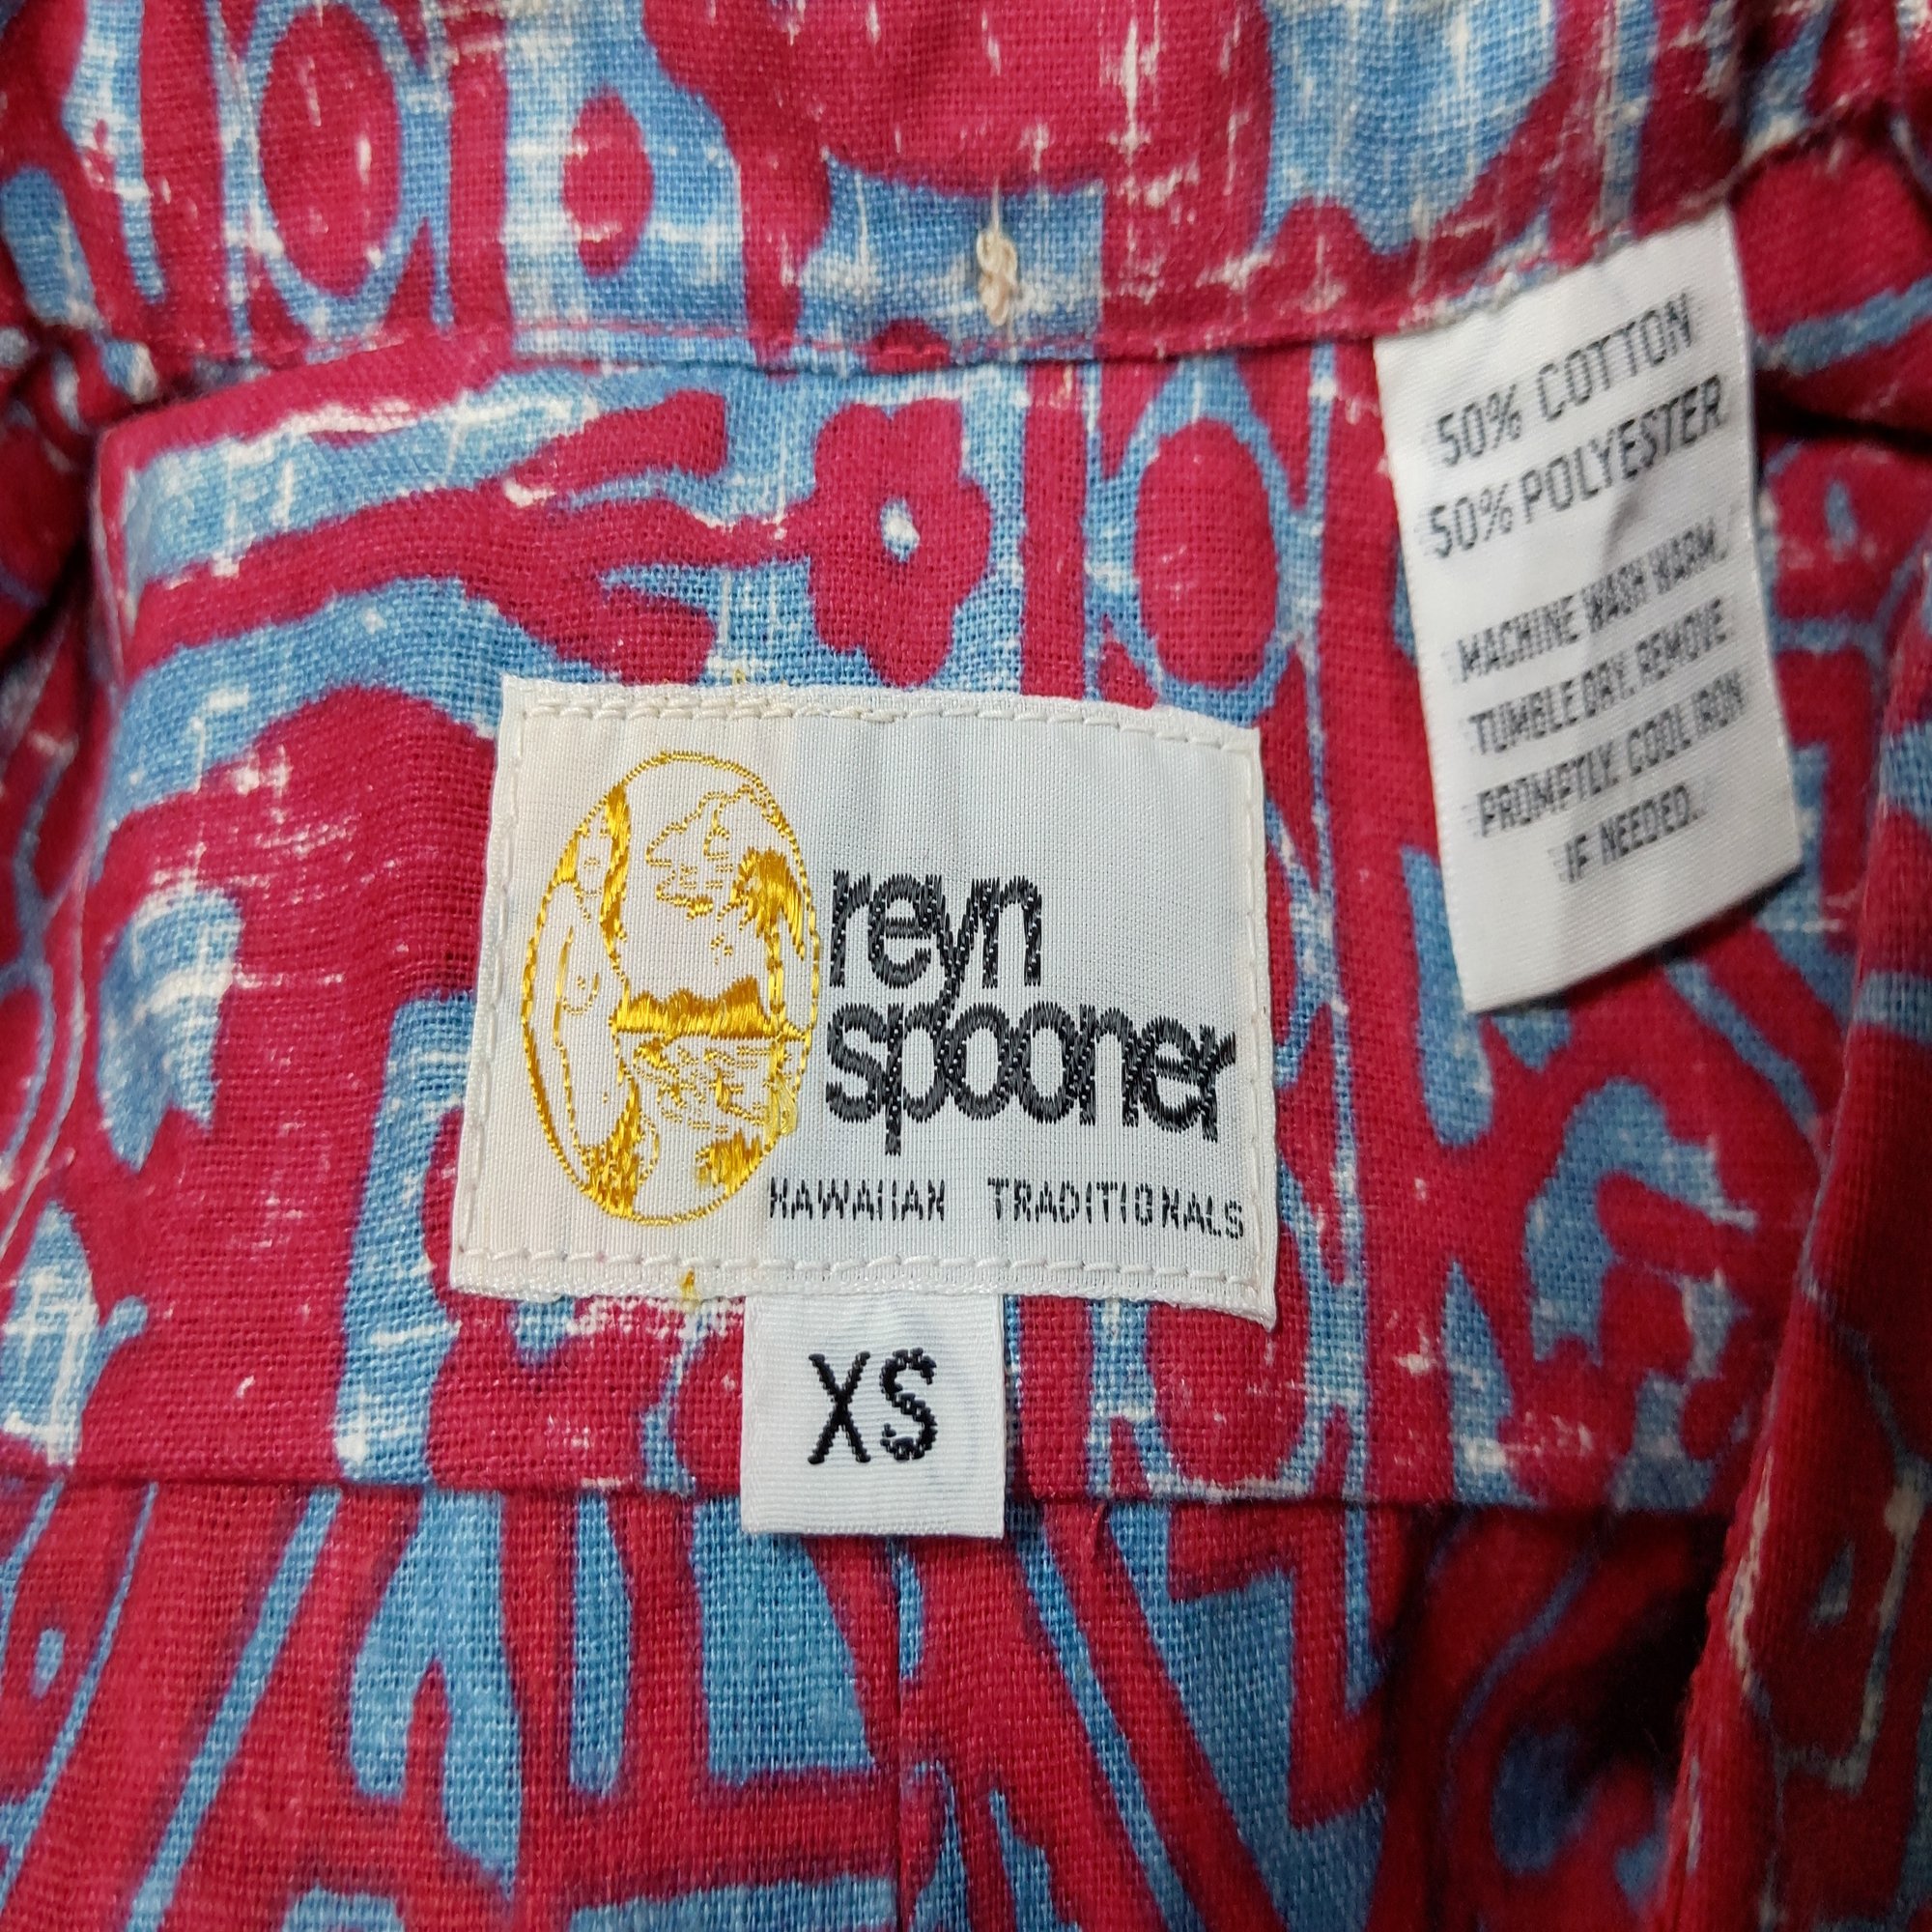 reyn
spooner
HAWAIIAN TRADITIONALS
XS
50% COTTON
50% POLYESTER
MACHINE WASH WARM,
TUMBLE DRY, REMOVE
PROMPTLY. COOL IRON
IF NEEDED.